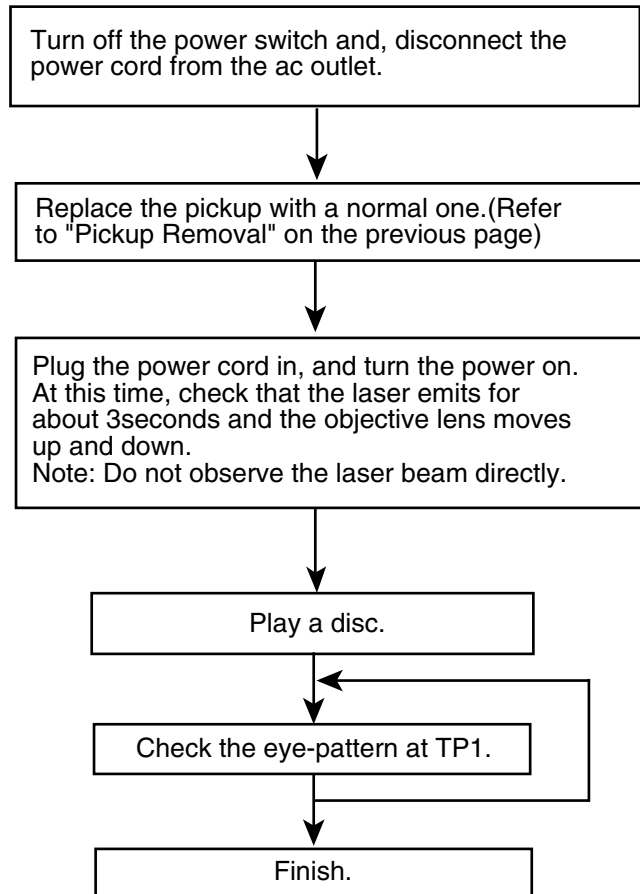 Turn off the power switch and, disconnect the
power cord from the ac outlet.
Replace the pickup with a normal one.(Refer
to "Pickup Removal" on the previous page)
Plug the power cord in, and turn the power on.
At this time, check that the laser emits for
about 3seconds and the objective lens moves
up and down.
Note: Do not observe the laser beam directly.
Play a disc.
Check the eye-pattern at TP1.
Finish.